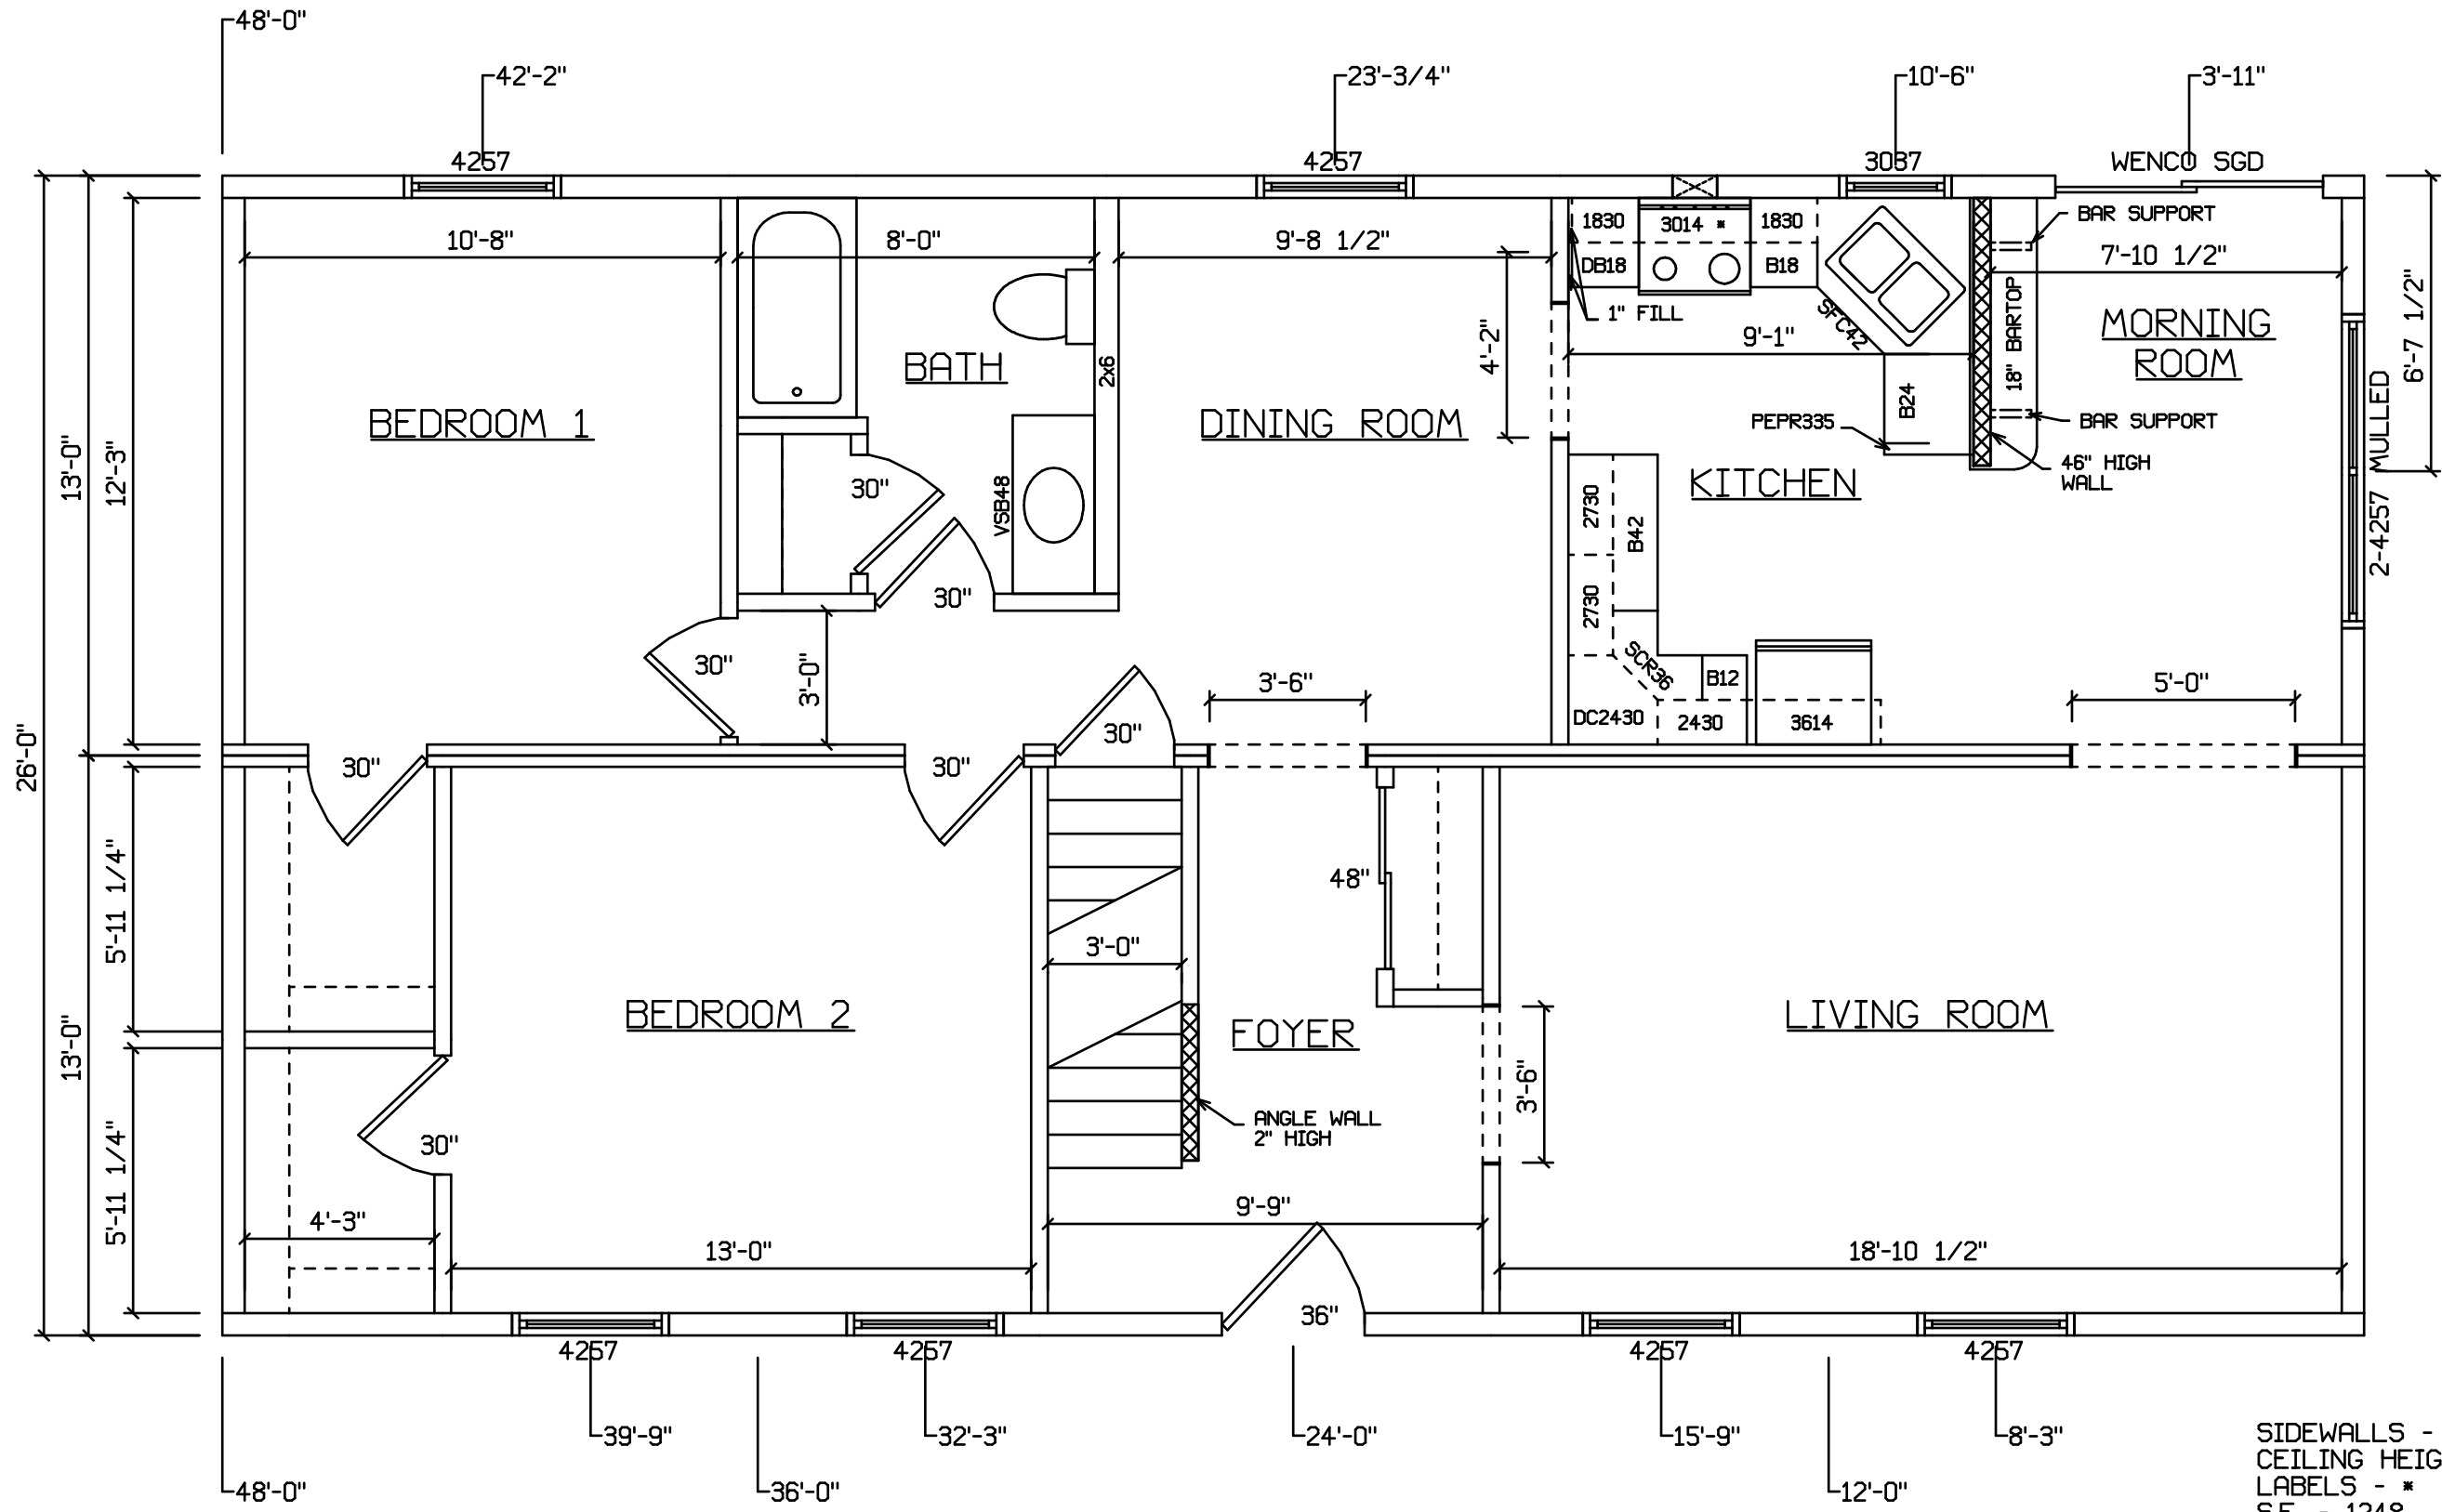 48'-0"
42'-2"
23'-3/4"
10'-6"
3'-11"
4257
4257
3037
WENCO SGD
BAR SUPPORT
10'-8"
8'-0"
9'-8 1/2"
1830
3014 *
1830
7'-10 1/2"
DB18
B18
1" FILL
SFC42
9'-1"
18" BARTOP
MORNING
ROOM
6'-7 1/2"
4'-2"
BATH
2x6
BEDROOM 1
DINING ROOM
B24
PEPR335
BAR SUPPORT
2-4257 MULLED
46" HIGH
WALL
KITCHEN
13'-0"
12'-3"
30"
VSB48
2730
B42
30"
2730
30"
3'-0"
SCR36
B12
3'-6"
5'-0"
DC2430
2430
3614
26'-0"
30"
30"
30"
5'-11 1/4"
48"
3'-0"
BEDROOM 2
FOYER
LIVING ROOM
13'-0"
3'-6"
ANGLE WALL
2" HIGH
30"
5'-11 1/4"
4'-3"
9'-9"
13'-0"
18'-10 1/2"
36"
4257
4257
4257
4257
39'-9"
32'-3"
24'-0"
15'-9"
8'-3"
48'-0"
36'-0"
12'-0"
SIDEWALLS -
CEILING HEIG
LABELS - *
S.F. - 1248